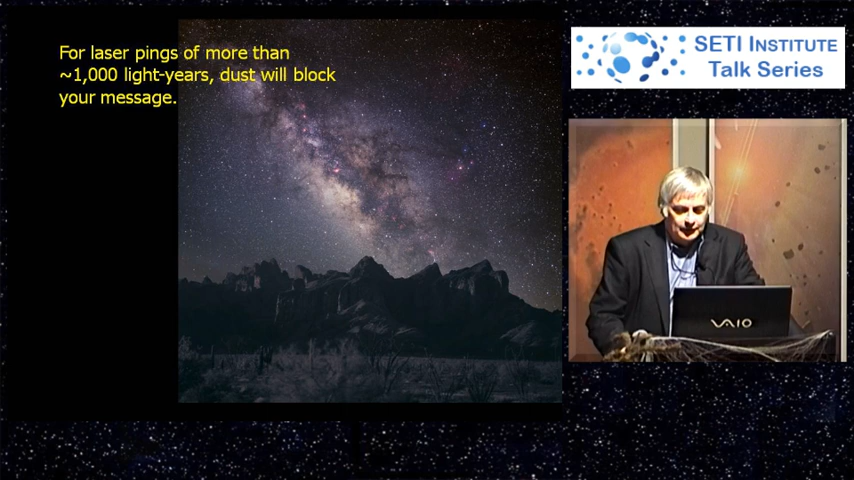 For laser pings of more than
~1,000 light-years, dust will block
your message.
SETI INSTITUTE
Talk Series
VAIO